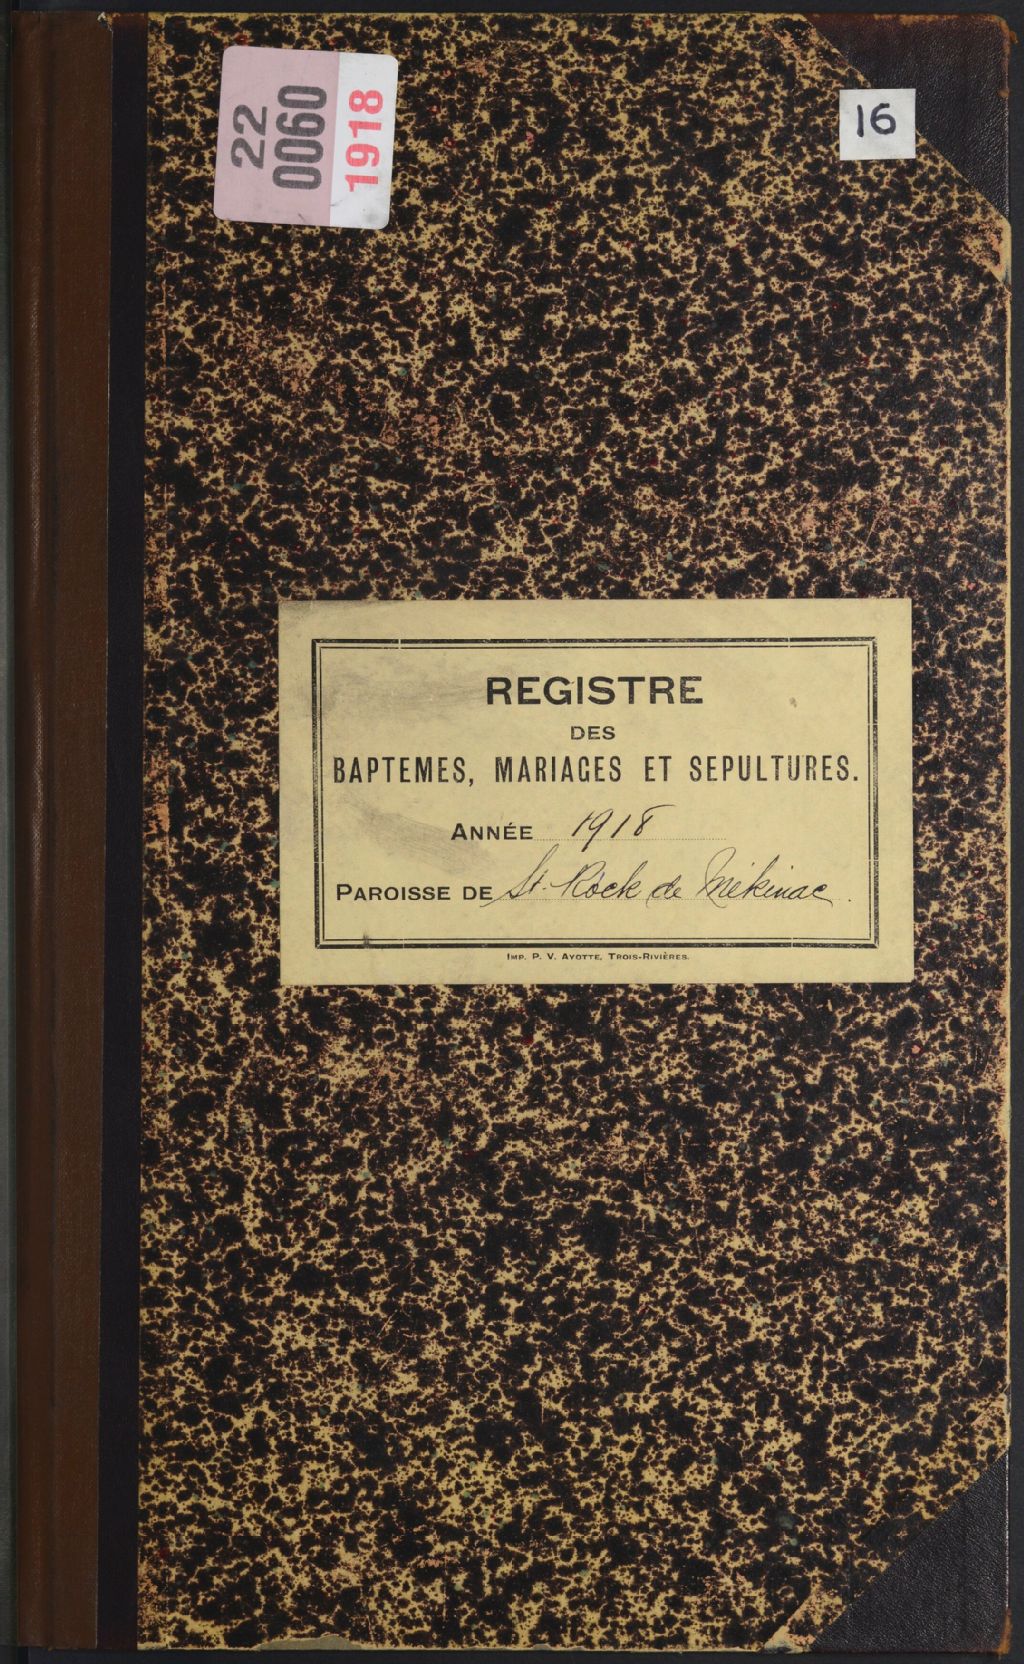 22
0060
1918
16
REGISTRE
DES
BAPTEMES, MARIAGES ET SEPULTURES.
ANNÉE 1918
PAROISSE DE St-Rock de Mékinac.
IMP. P. V. AYOTTE, TROIS-RIVIÈRES.